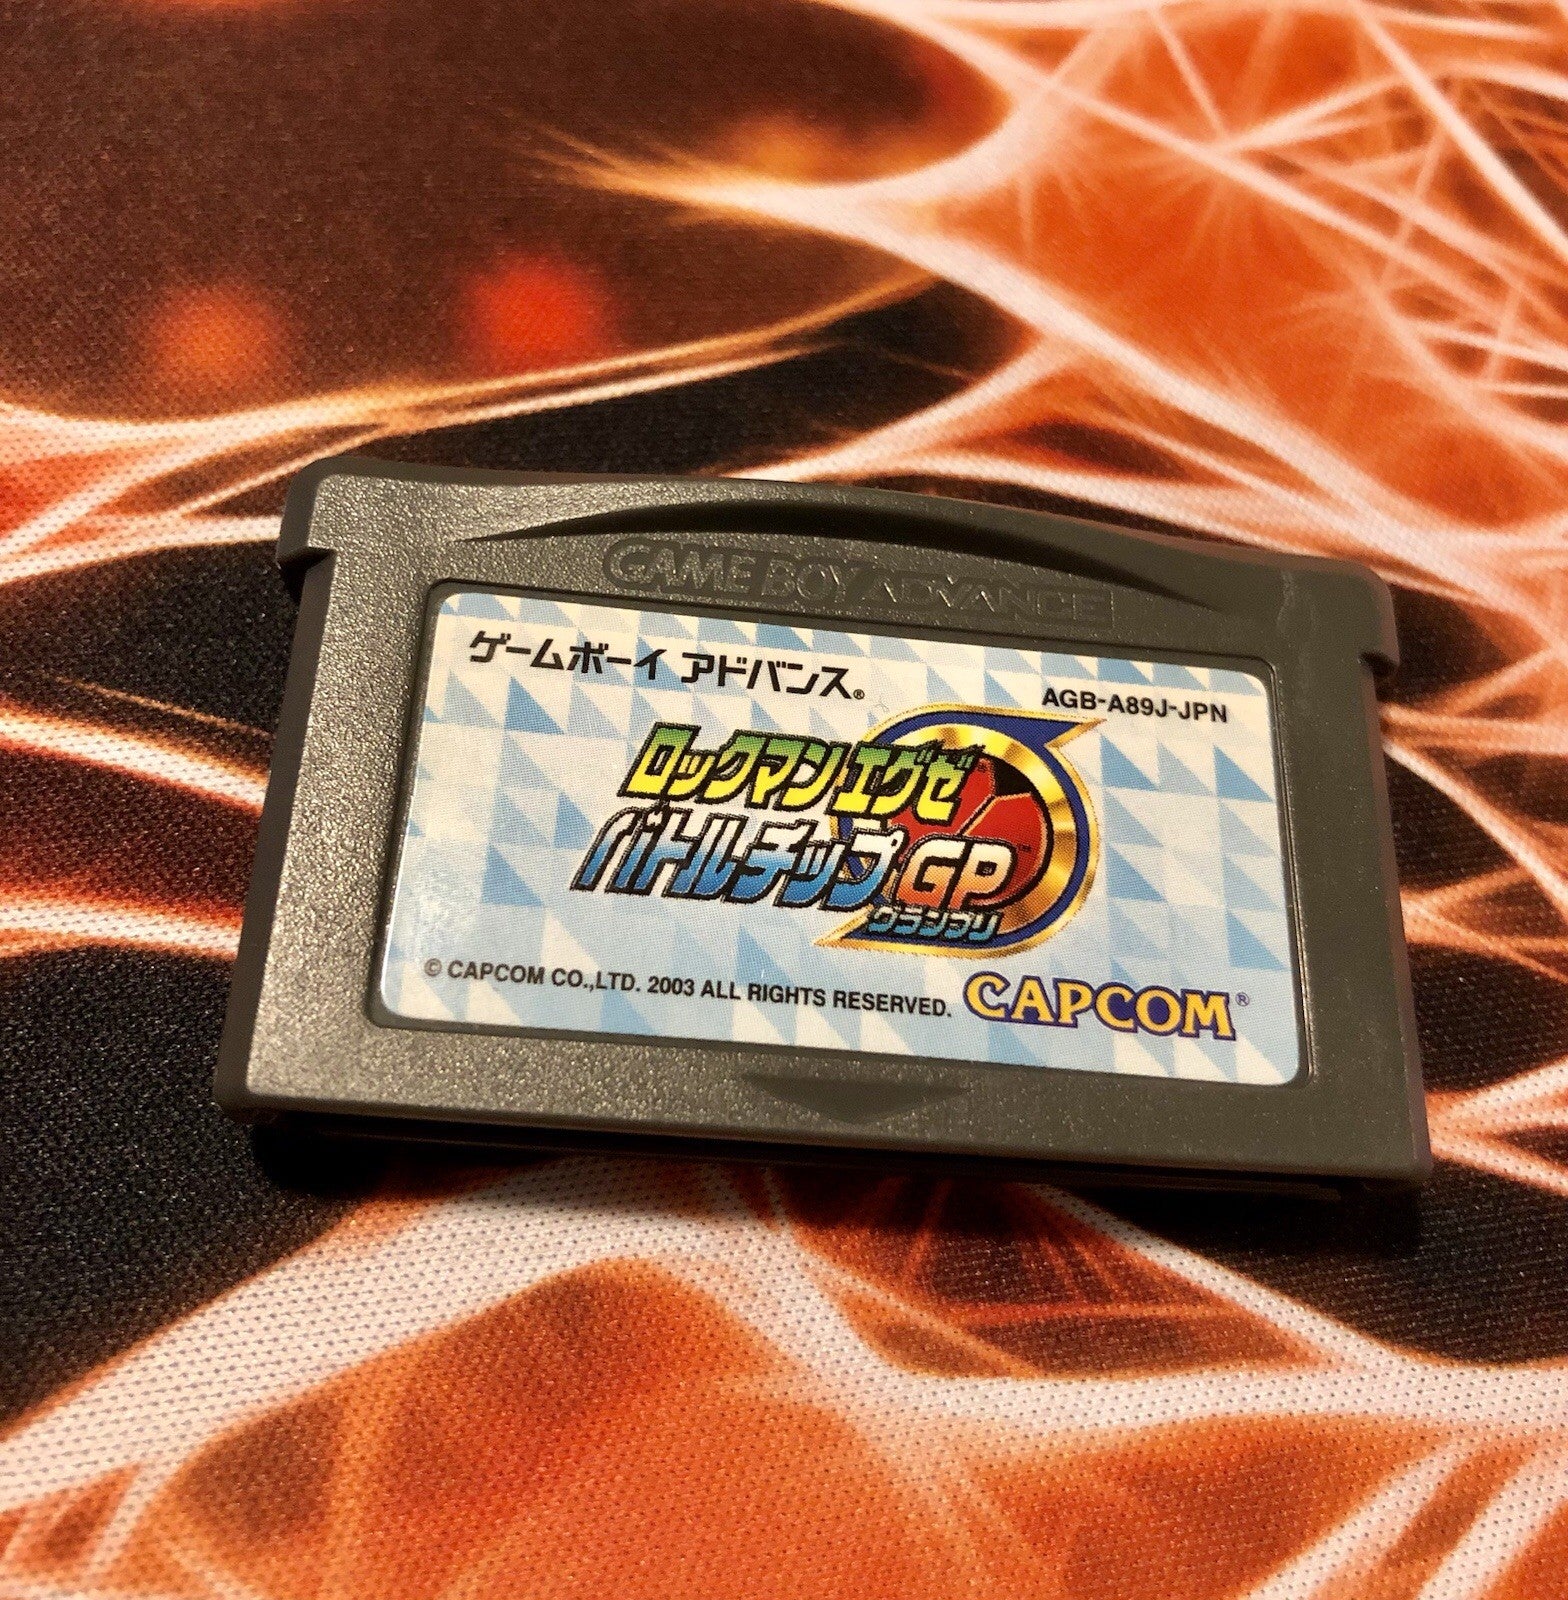 GAME BOY ADVANCE
ゲームボーイ アドバンス®
AGB-A89J-JPN
ロックマン エグゼ
バトルチップ GP™
グランプリ
© CAPCOM CO.,LTD. 2003 ALL RIGHTS RESERVED.
CAPCOM®